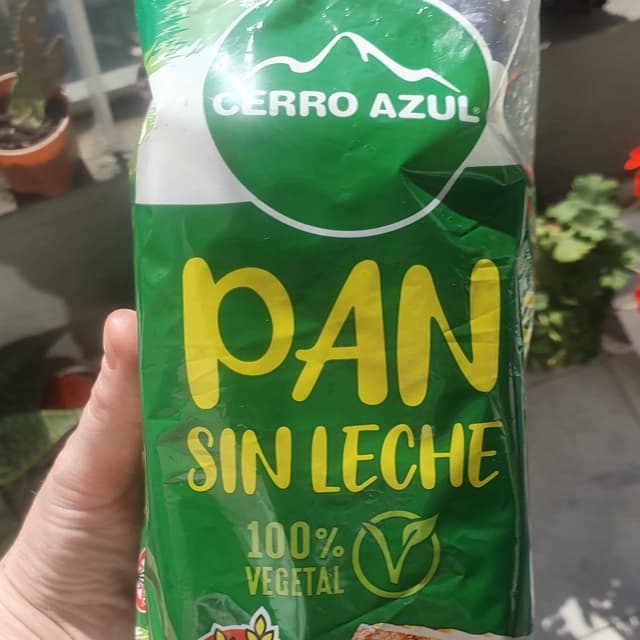 CERRO AZUL®
PAN
SIN LECHE
100%
VEGETAL